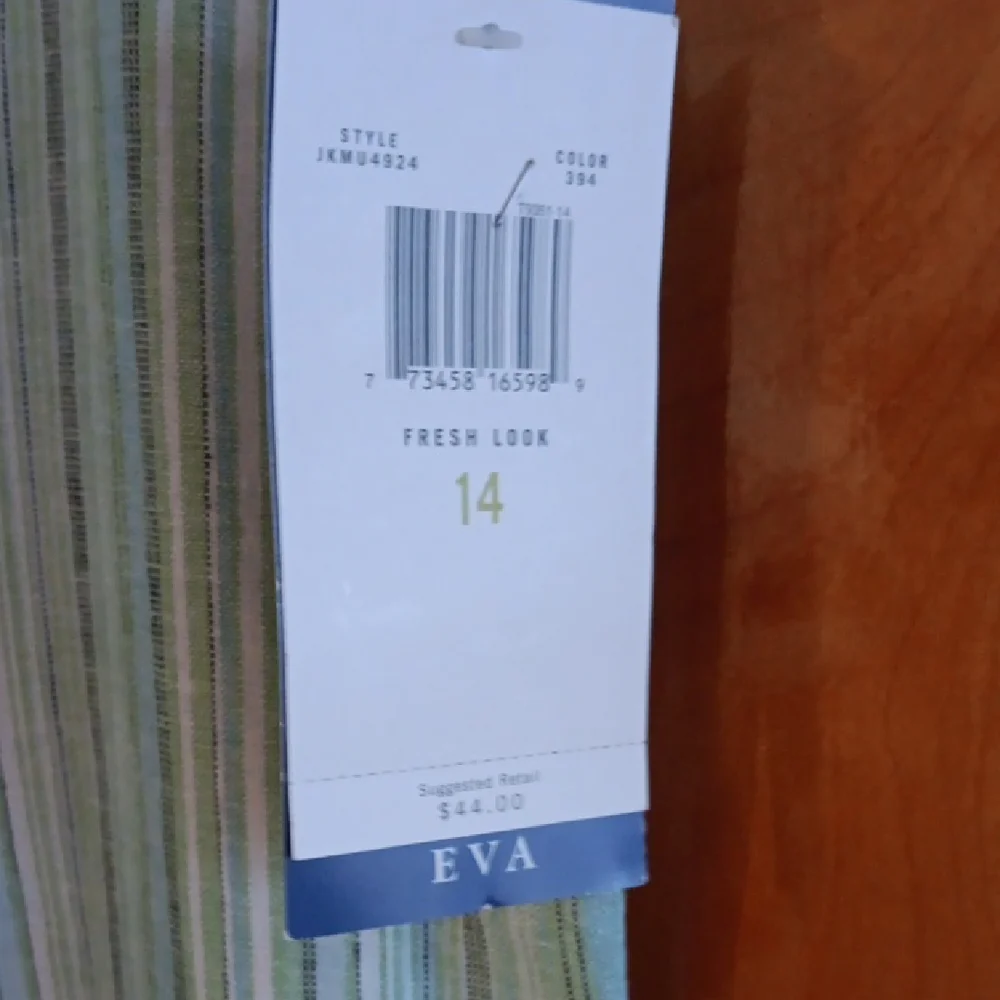 STYLE
JKMU4924
COLOR
394
7 73458 16598 9
FRESH LOOK
14
Suggested Retail
$44.00
EVA